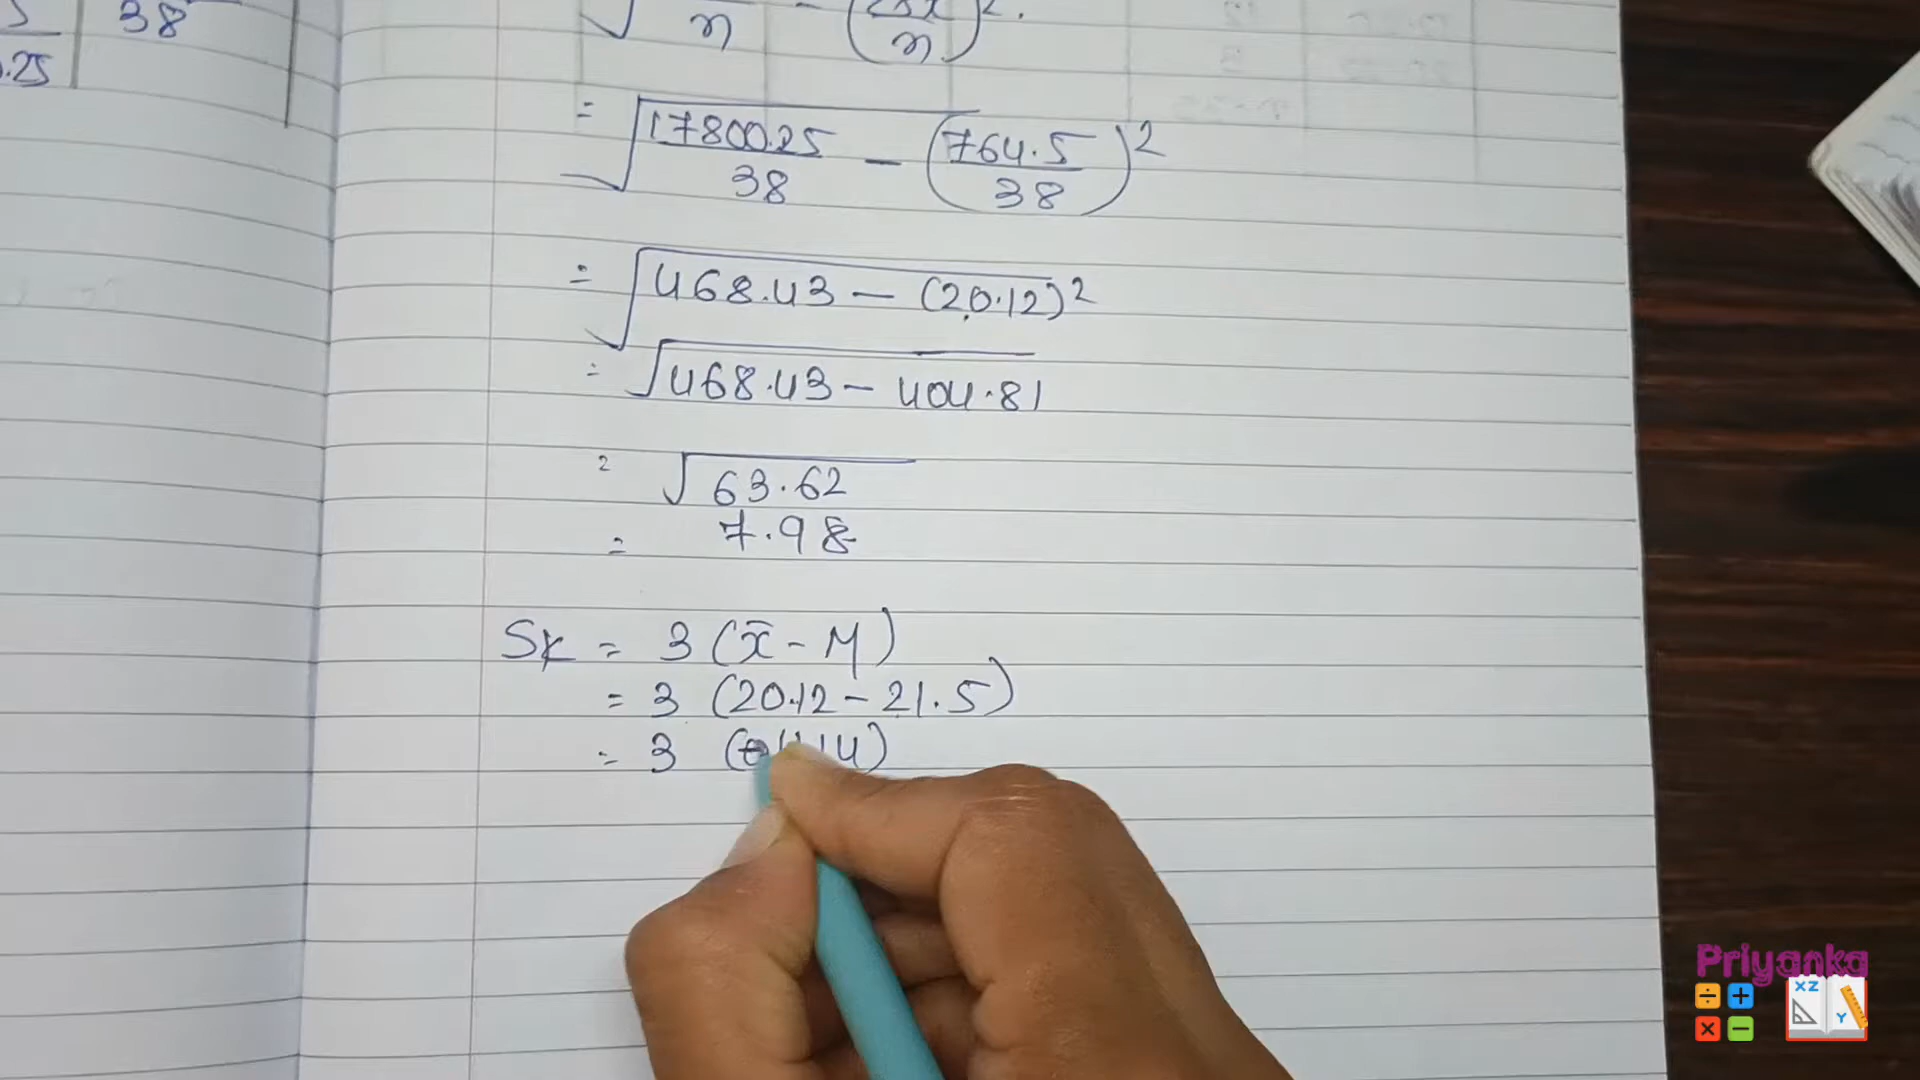 38
.25
n n
= √17800.25/38 - (764.5/38)²
= √468.43 - (20.12)²
= √468.43 - 404.81
= √63.62
= 7.98
Sk = 3 (x̄ - M)
= 3 (20.12 - 21.5)
= 3
Priyanka
÷ +
× −
XZ
Y